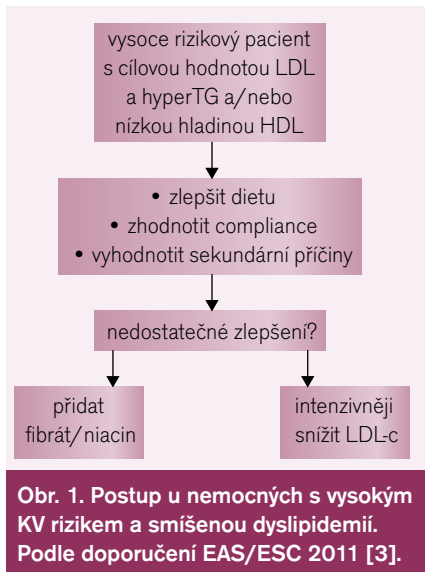 vysoce rizikový pacient
s cílovou hodnotou LDL
a hyperTG a/nebo
nízkou hladinou HDL
• zlepšit dietu
• zhodnotit compliance
• vyhodnotit sekundární příčiny
nedostatečné zlepšení?
přidat
fibrát/niacin
intenzivněji
snížit LDL-c
Obr. 1. Postup u nemocných s vysokým
KV rizikem a smíšenou dyslipidemií.
Podle doporučení EAS/ESC 2011 [3].